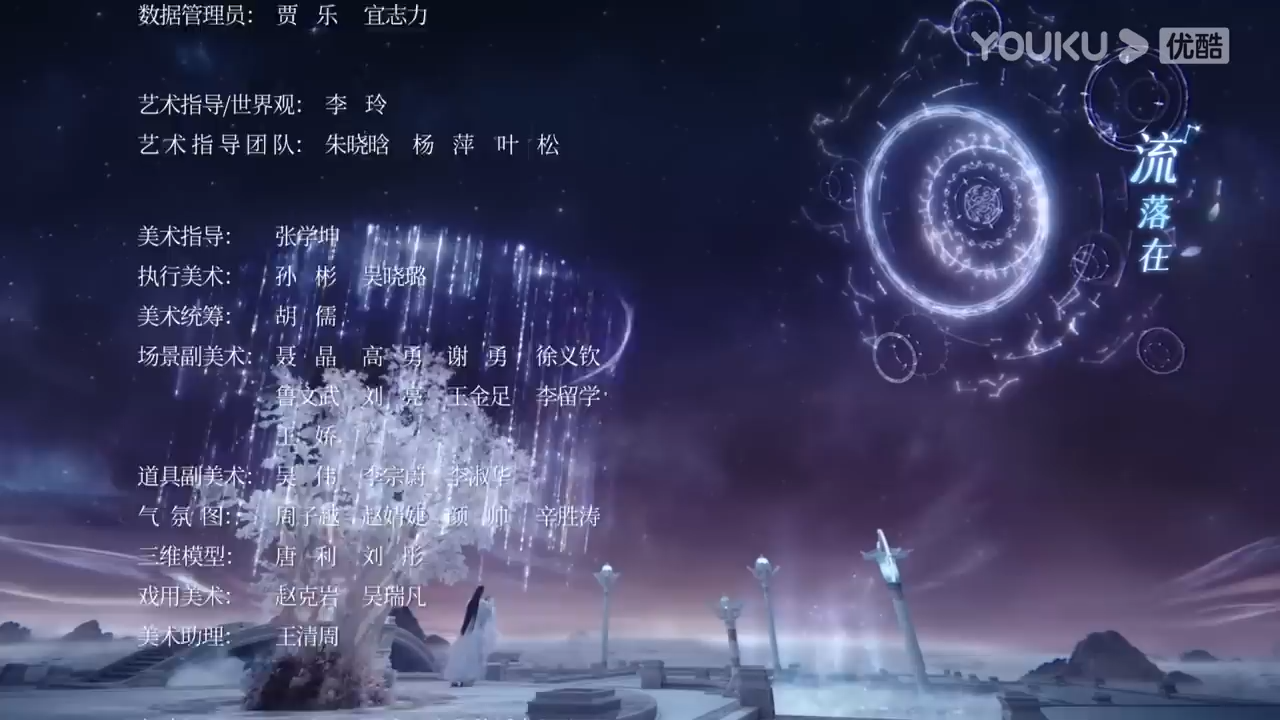 数据管理员： 贾 乐 宜志力
YOUKU 优酷
艺术指导/世界观： 李 玲
艺术指导团队： 朱晓晗 杨 萍 叶 松
流落在
美术指导： 张学坤
执行美术： 孙 彬 吴晓璐
美术统筹： 胡 儒
场景副美术： 聂 晶 高 勇 谢 勇 徐义钦
鲁文武 刘 亮 王金足 李留学
王 娇
道具副美术： 吴 伟 李宗蔚 李淑华
气氛图： 周子越 赵婧婕 颜 帅 辛胜涛
三维模型： 唐 利 刘 彤
戏用美术： 赵克岩 吴瑞凡
美术助理： 王清周